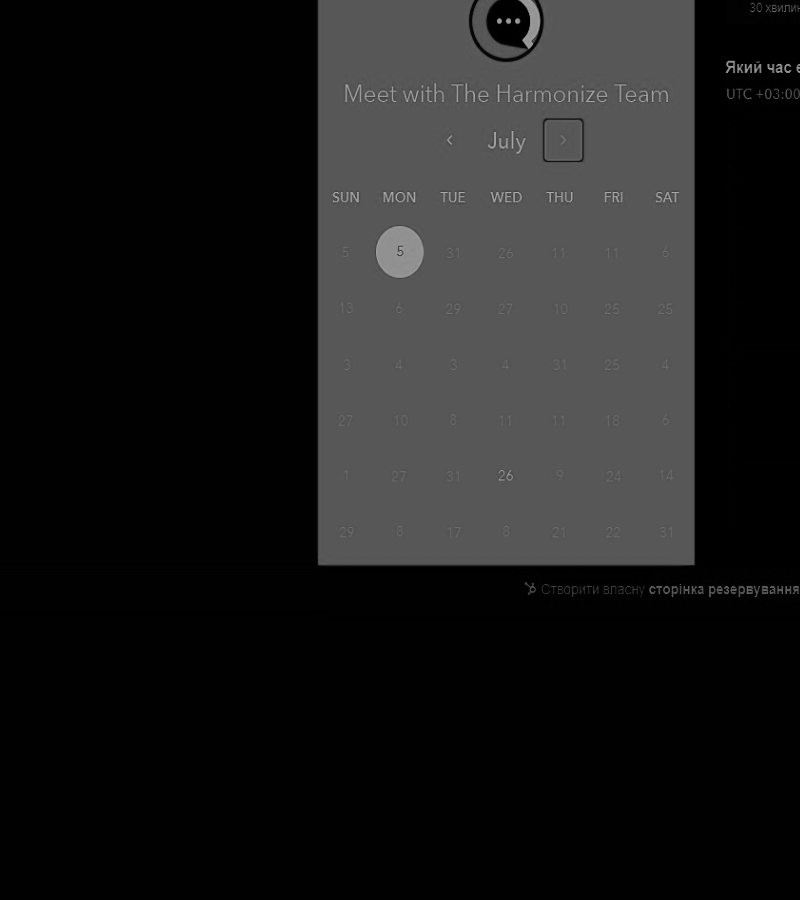 30 хвилин
Meet with The Harmonize Team
Який час
UTC +03:00
July
SUN MON TUE WED THU FRI SAT
5 5 31 26 11 11 6
13 6 29 27 10 25 25
3 4 3 4 31 25 4
27 10 8 11 11 18 6
1 27 31 26 9 24 14
29 8 17 8 21 22 31
Створити власну сторінка резервування